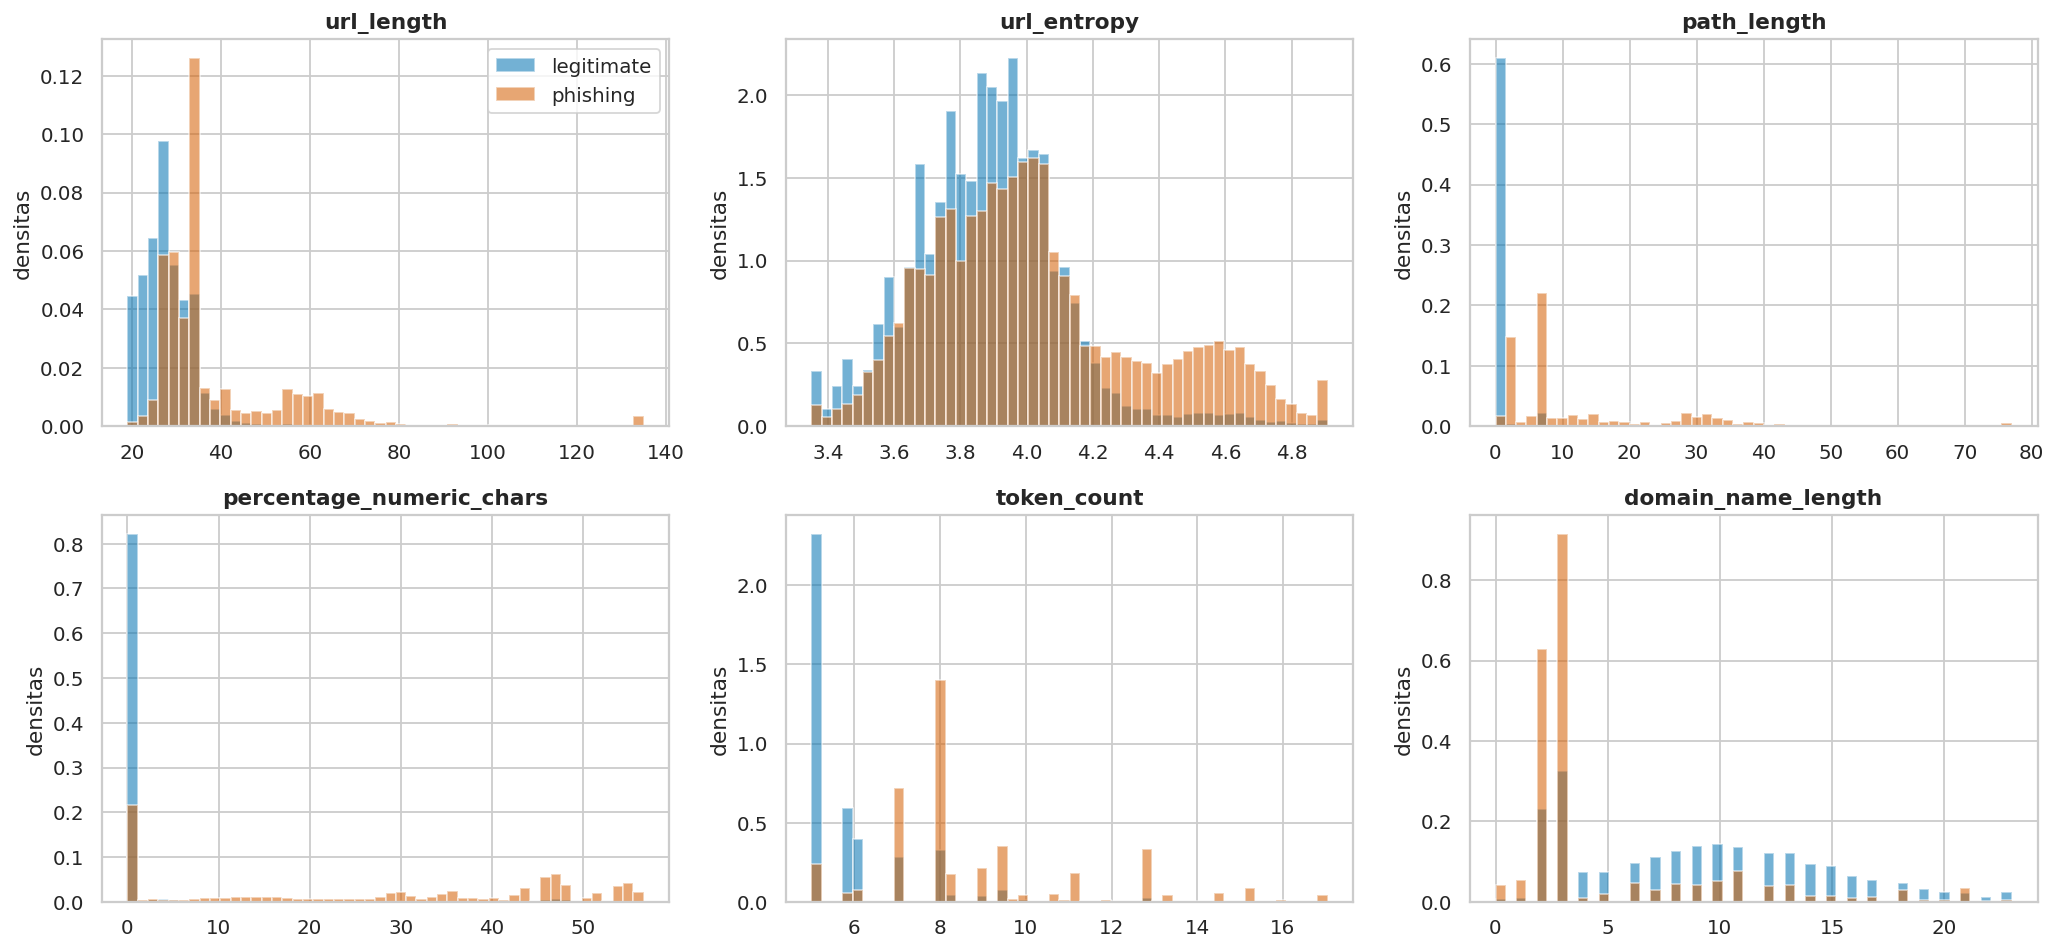 url_length
densitas
0.12
0.10
0.08
0.06
0.04
0.02
0.00
20 40 60 80 100 120 140
legitimate
phishing
url_entropy
densitas
2.0
1.5
1.0
0.5
0.0
3.4 3.6 3.8 4.0 4.2 4.4 4.6 4.8
path_length
densitas
0.6
0.5
0.4
0.3
0.2
0.1
0.0
0 10 20 30 40 50 60 70 80
percentage_numeric_chars
densitas
0.8
0.7
0.6
0.5
0.4
0.3
0.2
0.1
0.0
0 10 20 30 40 50
token_count
densitas
2.0
1.5
1.0
0.5
0.0
6 8 10 12 14 16
domain_name_length
densitas
0.8
0.6
0.4
0.2
0.0
0 5 10 15 20